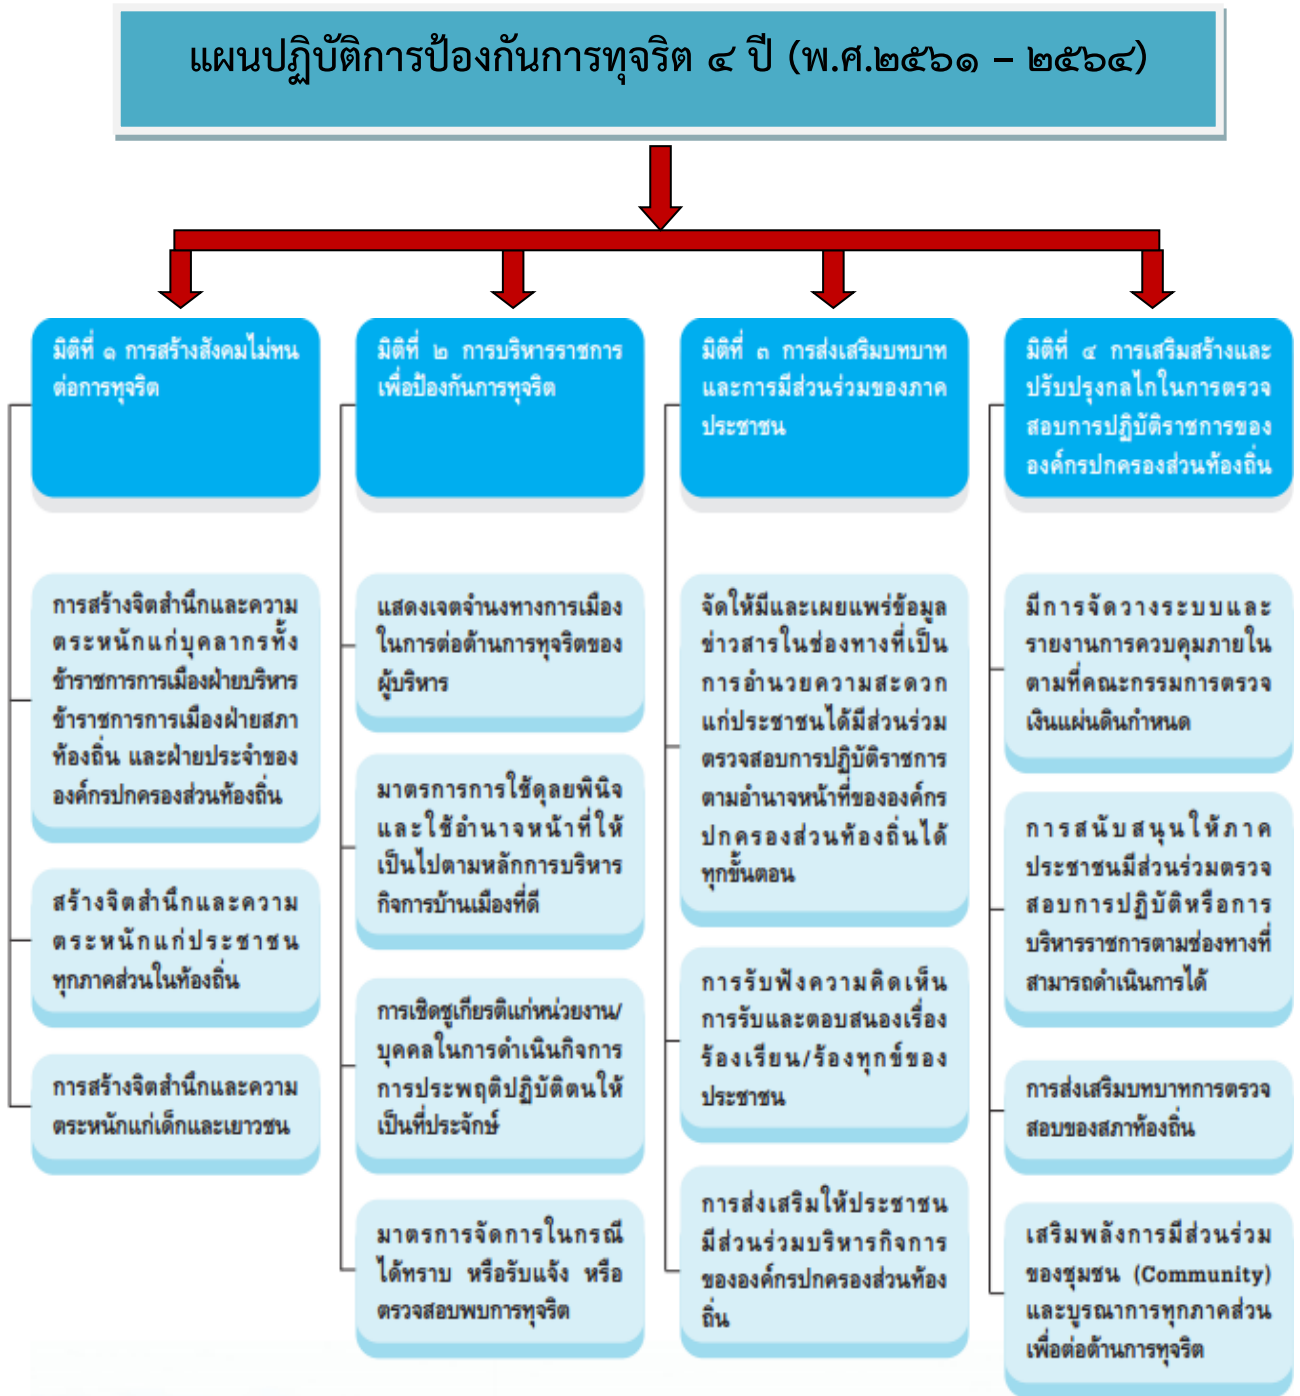 แผนปฏิบัติการป้องกันการทุจริต ๔ ปี (พ.ศ.๒๕๖๑ – ๒๕๖๔)
มิติที่ ๑ การสร้างสังคมไม่ทน
ต่อการทุจริต
การสร้างจิตสำนึกและความ
ตระหนักแก่บุคลากรทั้ง
ข้าราชการการเมืองฝ่ายบริหาร
ข้าราชการการเมืองฝ่ายสภา
ท้องถิ่น และฝ่ายประจำของ
องค์กรปกครองส่วนท้องถิ่น
สร้างจิตสำนึกและความ
ตระหนักแก่ประชาชน
ทุกภาคส่วนในท้องถิ่น
การสร้างจิตสำนึกและความ
ตระหนักแก่เด็กและเยาวชน
มิติที่ ๒ การบริหารราชการ
เพื่อป้องกันการทุจริต
แสดงเจตจำนงทางการเมือง
ในการต่อต้านการทุจริตของ
ผู้บริหาร
มาตรการการใช้ดุลยพินิจ
และใช้อำนาจหน้าที่ให้
เป็นไปตามหลักการบริหาร
กิจการบ้านเมืองที่ดี
การเชิดชูเกียรติแก่หน่วยงาน/
บุคคลในการดำเนินกิจการ
การประพฤติปฏิบัติตนให้
เป็นที่ประจักษ์
มาตรการจัดการในกรณี
ได้ทราบ หรือรับแจ้ง หรือ
ตรวจสอบพบการทุจริต
มิติที่ ๓ การส่งเสริมบทบาท
และการมีส่วนร่วมของภาค
ประชาชน
จัดให้มีและเผยแพร่ข้อมูล
ข่าวสารในช่องทางที่เป็น
การอำนวยความสะดวก
แก่ประชาชนได้มีส่วนร่วม
ตรวจสอบการปฏิบัติราชการ
ตามอำนาจหน้าที่ขององค์กร
ปกครองส่วนท้องถิ่นได้
ทุกขั้นตอน
การรับฟังความคิดเห็น
การรับและตอบสนองเรื่อง
ร้องเรียน/ร้องทุกข์ของ
ประชาชน
การส่งเสริมให้ประชาชน
มีส่วนร่วมบริหารกิจการ
ขององค์กรปกครองส่วนท้อง
ถิ่น
มิติที่ ๔ การเสริมสร้างและ
ปรับปรุงกลไกในการตรวจ
สอบการปฏิบัติราชการของ
องค์กรปกครองส่วนท้องถิ่น
มีการจัดวางระบบและ
รายงานการควบคุมภายใน
ตามที่คณะกรรมการตรวจ
เงินแผ่นดินกำหนด
การสนับสนุนให้ภาค
ประชาชนมีส่วนร่วมตรวจ
สอบการปฏิบัติหรือการ
บริหารราชการตามช่องทางที่
สามารถดำเนินการได้
การส่งเสริมบทบาทการตรวจ
สอบของสภาท้องถิ่น
เสริมพลังการมีส่วนร่วม
ของชุมชน (Community)
และบูรณาการทุกภาคส่วน
เพื่อต่อต้านการทุจริต